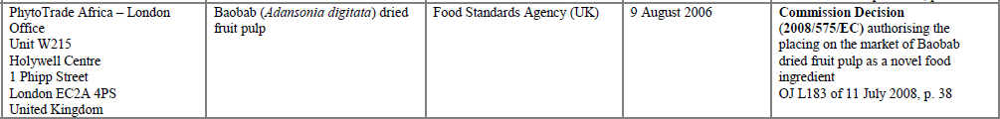 PhytoTrade Africa – London
Office
Unit W215
Holywell Centre
1 Phipp Street
London EC2A 4PS
United Kingdom
Baobab (Adansonia digitata) dried
fruit pulp
Food Standards Agency (UK)
9 August 2006
Commission Decision
(2008/575/EC) authorising the
placing on the market of Baobab
dried fruit pulp as a novel food
ingredient
OJ L183 of 11 July 2008, p. 38